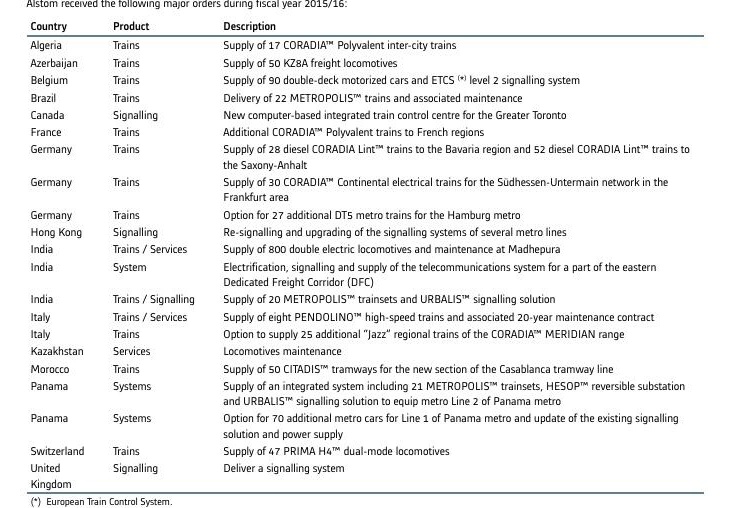 Alstom received the following major orders during fiscal year 2015/16:
Country Product Description
Algeria Trains Supply of 17 CORADIA™ Polyvalent inter-city trains
Azerbaijan Trains Supply of 50 KZ8A freight locomotives
Belgium Trains Supply of 90 double-deck motorized cars and ETCS (*) level 2 signalling system
Brazil Trains Delivery of 22 METROPOLIS™ trains and associated maintenance
Canada Signalling New computer-based integrated train control centre for the Greater Toronto
France Trains Additional CORADIA™ Polyvalent trains to French regions
Germany Trains Supply of 28 diesel CORADIA Lint™ trains to the Bavaria region and 52 diesel CORADIA Lint™ trains to
the Saxony-Anhalt
Germany Trains Supply of 30 CORADIA™ Continental electrical trains for the Südhessen-Untermain network in the
Frankfurt area
Germany Trains Option for 27 additional DT5 metro trains for the Hamburg metro
Hong Kong Signalling Re-signalling and upgrading of the signalling systems of several metro lines
India Trains / Services Supply of 800 double electric locomotives and maintenance at Madhepura
India System Electrification, signalling and supply of the telecommunications system for a part of the eastern
Dedicated Freight Corridor (DFC)
India Trains / Signalling Supply of 20 METROPOLIS™ trainsets and URBALIS™ signalling solution
Italy Trains / Services Supply of eight PENDOLINO™ high-speed trains and associated 20-year maintenance contract
Italy Trains Option to supply 25 additional “Jazz” regional trains of the CORADIA™ MERIDIAN range
Kazakhstan Services Locomotives maintenance
Morocco Trains Supply of 50 CITADIS™ tramways for the new section of the Casablanca tramway line
Panama Systems Supply of an integrated system including 21 METROPOLIS™ trainsets, HESOP™ reversible substation
and URBALIS™ signalling solution to equip metro Line 2 of Panama metro
Panama Systems Option for 70 additional metro cars for Line 1 of Panama metro and update of the existing signalling
solution and power supply
Switzerland Trains Supply of 47 PRIMA H4™ dual-mode locomotives
United Signalling Deliver a signalling system
Kingdom
(*) European Train Control System.